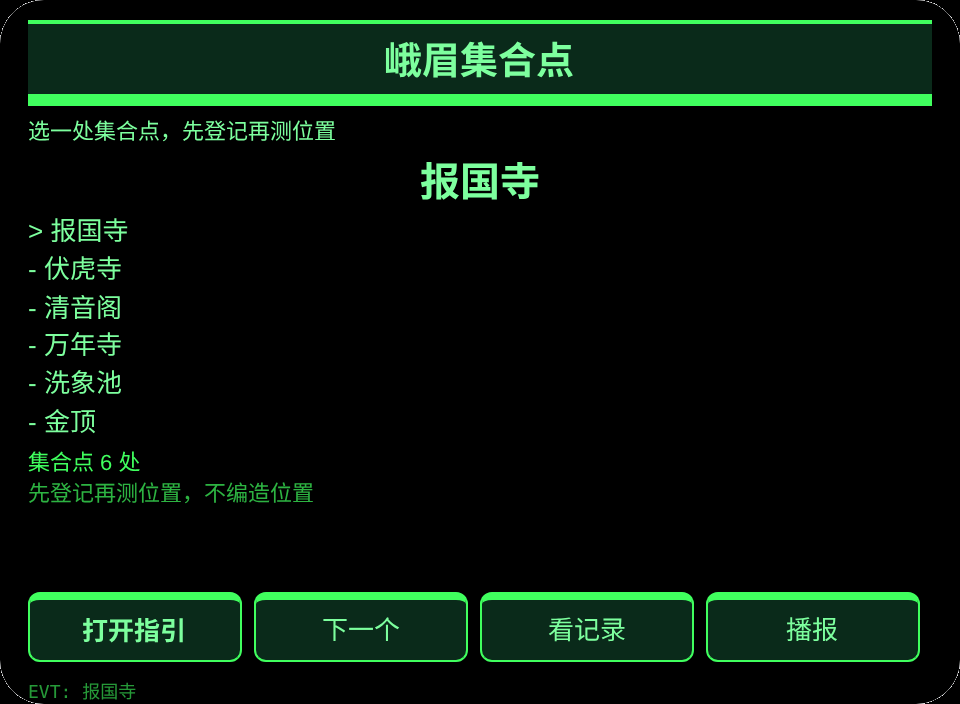 峨眉集合点
选一处集合点，先登记再测位置
报国寺
> 报国寺
- 伏虎寺
- 清音阁
- 万年寺
- 洗象池
- 金顶
集合点 6 处
先登记再测位置，不编造位置
打开指引
下一个
看记录
播报
EVT: 报国寺